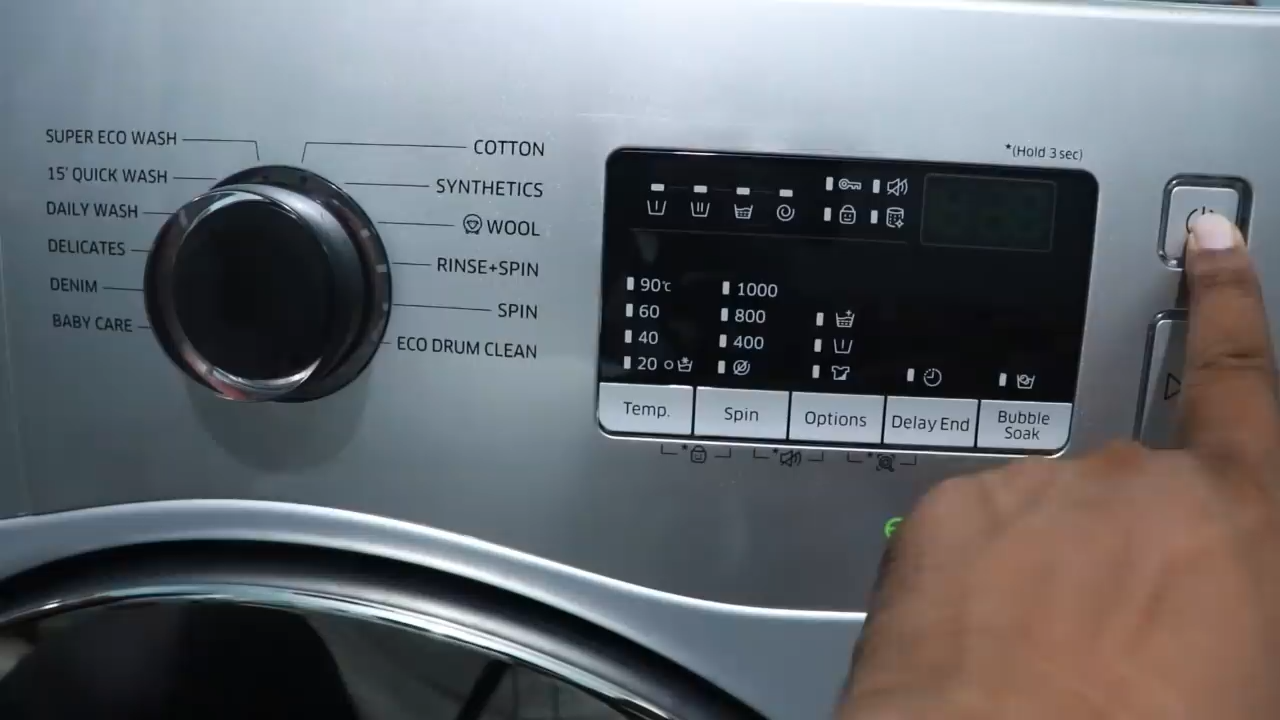 SUPER ECO WASH
15' QUICK WASH
DAILY WASH
DELICATES
DENIM
BABY CARE
COTTON
SYNTHETICS
WOOL
RINSE+SPIN
SPIN
ECO DRUM CLEAN
*(Hold 3 sec)
90℃ 1000
60 800
40 400
20
Temp. Spin Options Delay End Bubble Soak